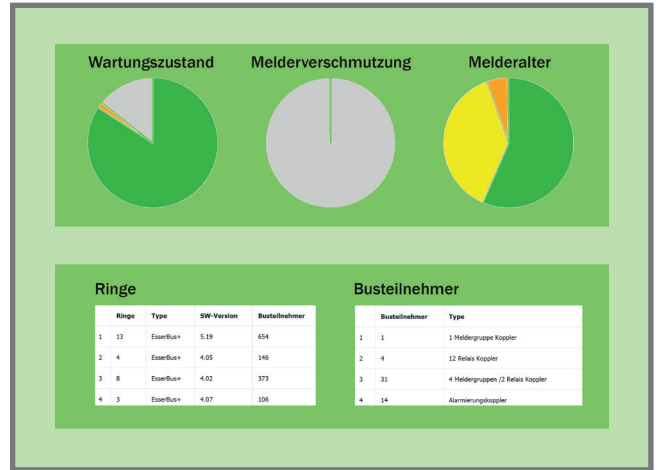 Wartungszustand Melderverschmutzung Melderalter
Ringe
Ringe Type SW-Version Busteilnehmer
1 13 EsserBus+ 5.19 654
2 4 EsserBus+ 4.05 146
3 8 EsserBus+ 4.02 373
4 3 EsserBus+ 4.07 106
Busteilnehmer
Busteilnehmer Type
1 1 1 Meldergruppe Koppler
2 4 12 Relais Koppler
3 31 4 Meldergruppen /2 Relais Koppler
4 14 Alarmierungskoppler